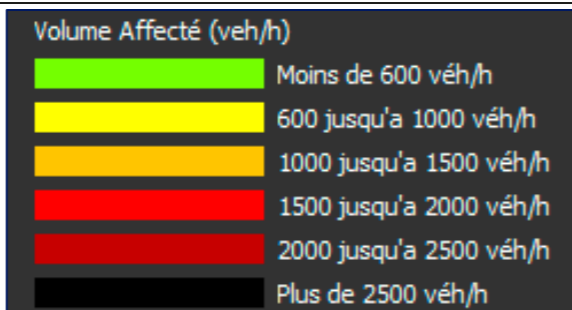 Volume Affecté (veh/h)
Moins de 600 véh/h
600 jusqu'a 1000 véh/h
1000 jusqu'a 1500 véh/h
1500 jusqu'a 2000 véh/h
2000 jusqu'a 2500 véh/h
Plus de 2500 véh/h